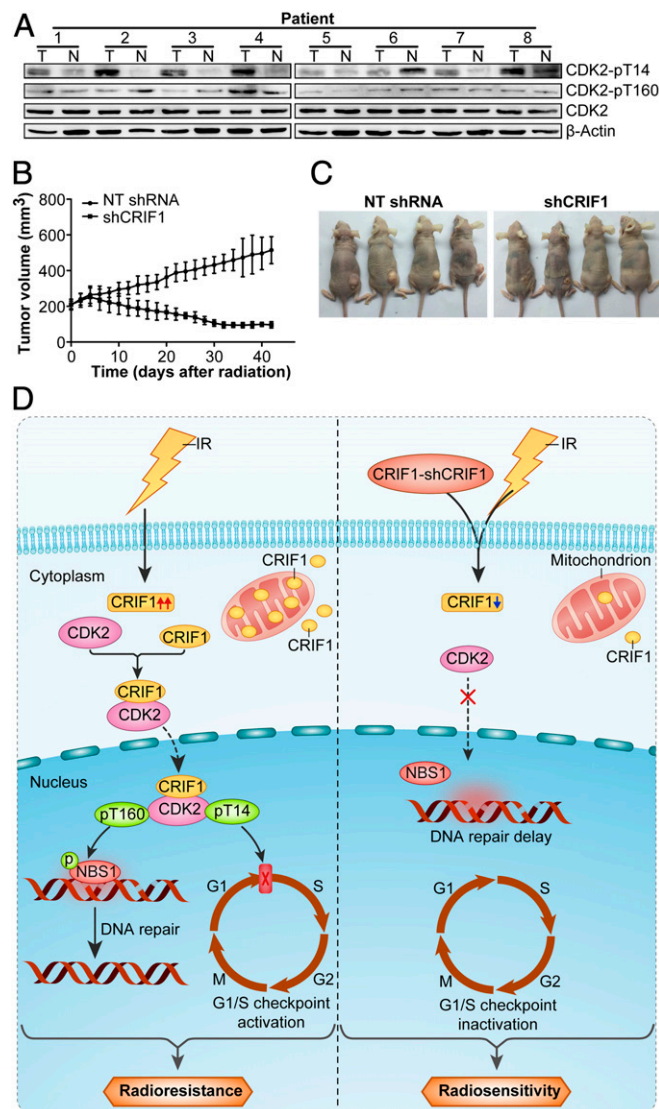 A
Patient
1 2 3 4 5 6 7 8
T N T N T N T N T N T N T N T N
CDK2-pT14
CDK2-pT160
CDK2
β-Actin
B
Tumor volume (mm³)
800
600
400
200
0
NT shRNA
shCRIF1
0 10 20 30 40
Time (days after radiation)
C
NT shRNA shCRIF1
D
IR
Cytoplasm
CRIF1
CDK2
CRIF1
CRIF1
CDK2
CRIF1
CRIF1
Nucleus
CRIF1
pT160 CDK2 pT14
p
NBS1
DNA repair
X
G1 S
M G2
G1/S checkpoint
activation
Radioresistance
CRIF1-shCRIF1
IR
Mitochondrion
CRIF1
CRIF1
CDK2
NBS1
DNA repair delay
G1 S
M G2
G1/S checkpoint
inactivation
Radiosensitivity